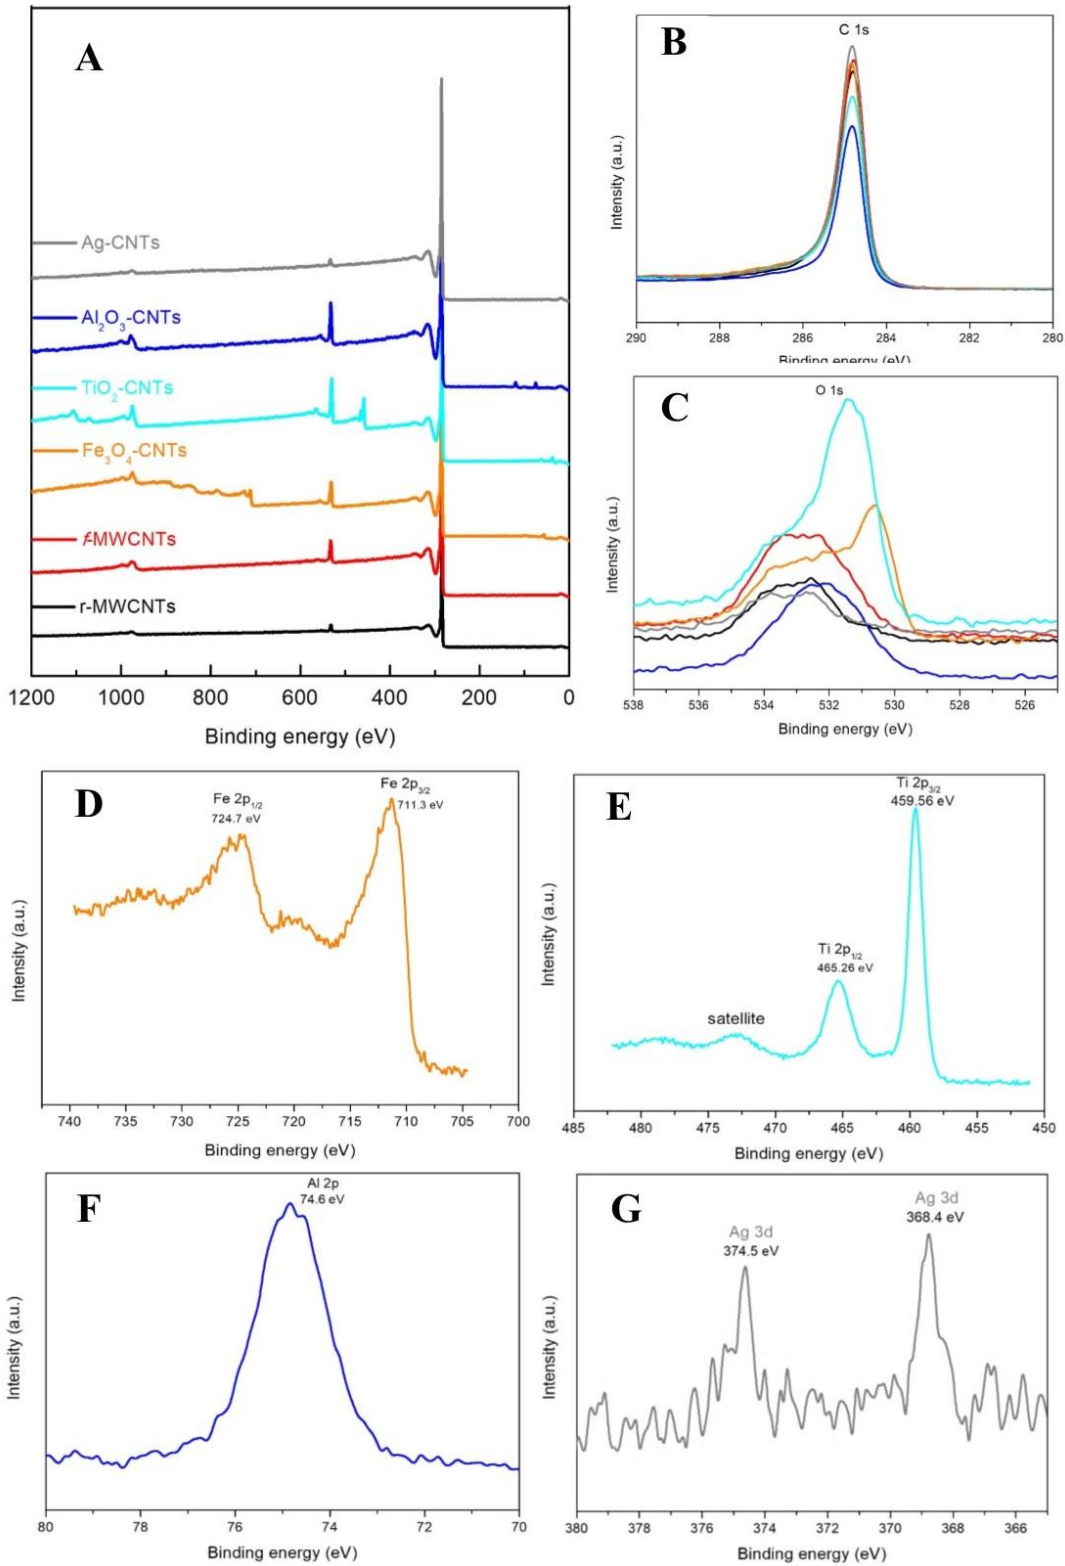 A
Ag-CNTs
Al2O3-CNTs
TiO2-CNTs
Fe3O4-CNTs
f-MWCNTs
r-MWCNTs
1200 1000 800 600 400 200 0
Binding energy (eV)
B
C 1s
Intensity (a.u.)
290 288 286 284 282 280
Binding energy (eV)
C
O 1s
Intensity (a.u.)
538 536 534 532 530 528 526
Binding energy (eV)
D
Fe 2p1/2
724.7 eV
Fe 2p3/2
711.3 eV
Intensity (a.u.)
740 735 730 725 720 715 710 705 700
Binding energy (eV)
E
Ti 2p3/2
459.56 eV
Ti 2p1/2
465.26 eV
satellite
Intensity (a.u.)
485 480 475 470 465 460 455 450
Binding energy (eV)
F
Al 2p
74.6 eV
Intensity (a.u.)
80 78 76 74 72 70
Binding energy (eV)
G
Ag 3d
368.4 eV
Ag 3d
374.5 eV
Intensity (a.u.)
380 378 376 374 372 370 368 366
Binding energy (eV)